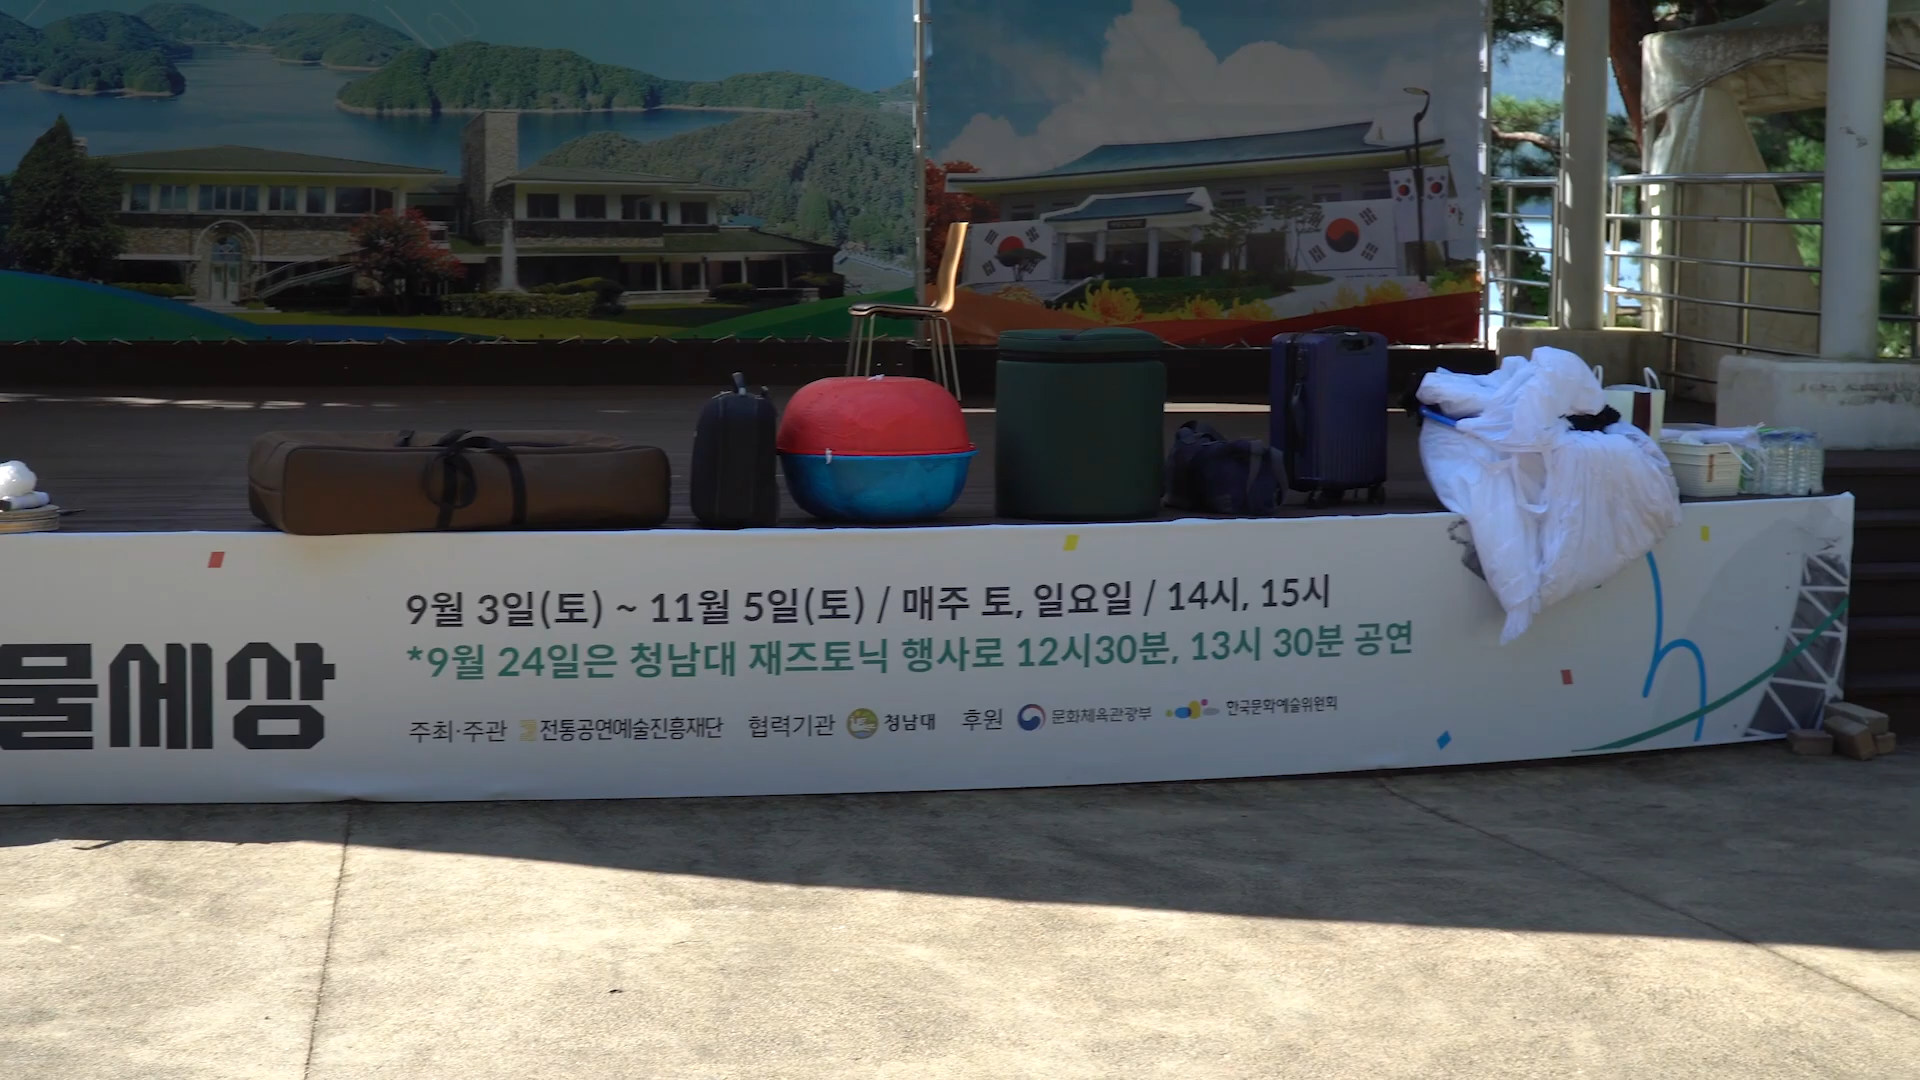 물세상
9월 3일(토) ~ 11월 5일(토) / 매주 토, 일요일 / 14시, 15시
*9월 24일은 청남대 재즈토닉 행사로 12시30분, 13시 30분 공연
주최·주관 전통공연예술진흥재단 협력기관 청남대 후원 문화체육관광부 한국문화예술위원회